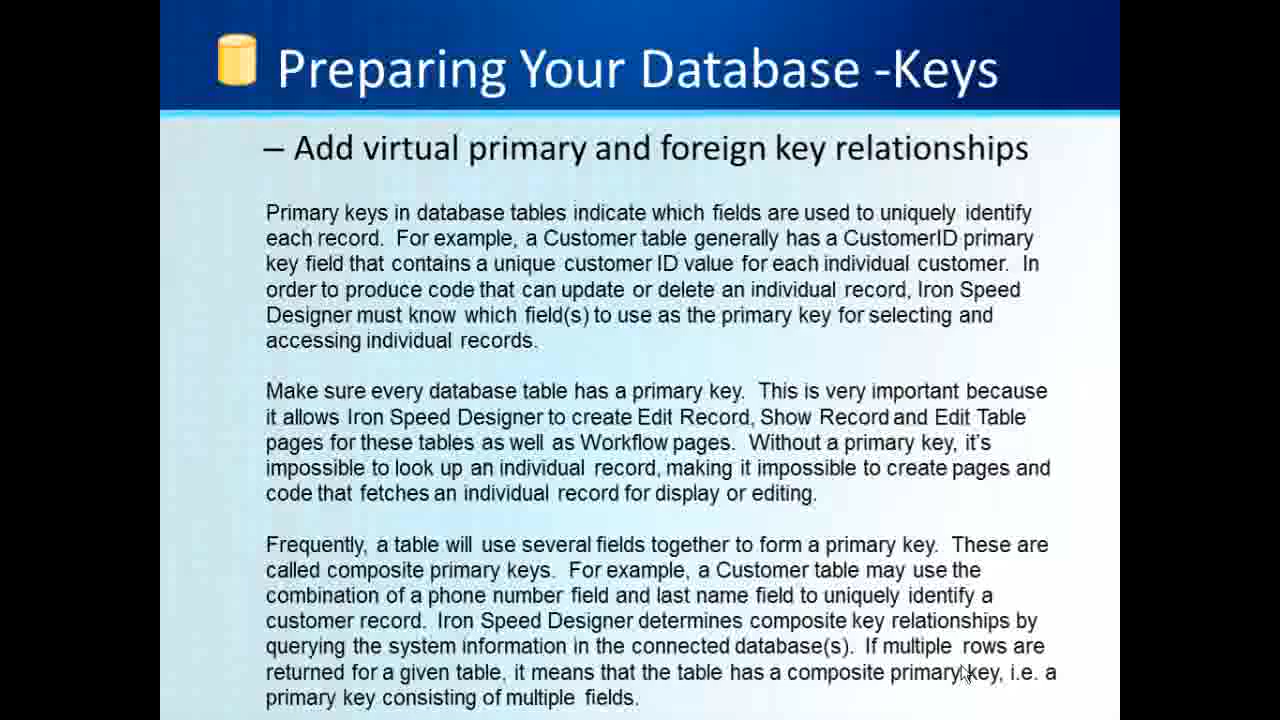 Preparing Your Database -Keys
– Add virtual primary and foreign key relationships
Primary keys in database tables indicate which fields are used to uniquely identify
each record.  For example, a Customer table generally has a CustomerID primary
key field that contains a unique customer ID value for each individual customer.  In
order to produce code that can update or delete an individual record, Iron Speed
Designer must know which field(s) to use as the primary key for selecting and
accessing individual records.
Make sure every database table has a primary key.  This is very important because
it allows Iron Speed Designer to create Edit Record, Show Record and Edit Table
pages for these tables as well as Workflow pages.  Without a primary key, it's
impossible to look up an individual record, making it impossible to create pages and
code that fetches an individual record for display or editing.
Frequently, a table will use several fields together to form a primary key.  These are
called composite primary keys.  For example, a Customer table may use the
combination of a phone number field and last name field to uniquely identify a
customer record.  Iron Speed Designer determines composite key relationships by
querying the system information in the connected database(s).  If multiple rows are
returned for a given table, it means that the table has a composite primary key, i.e. a
primary key consisting of multiple fields.